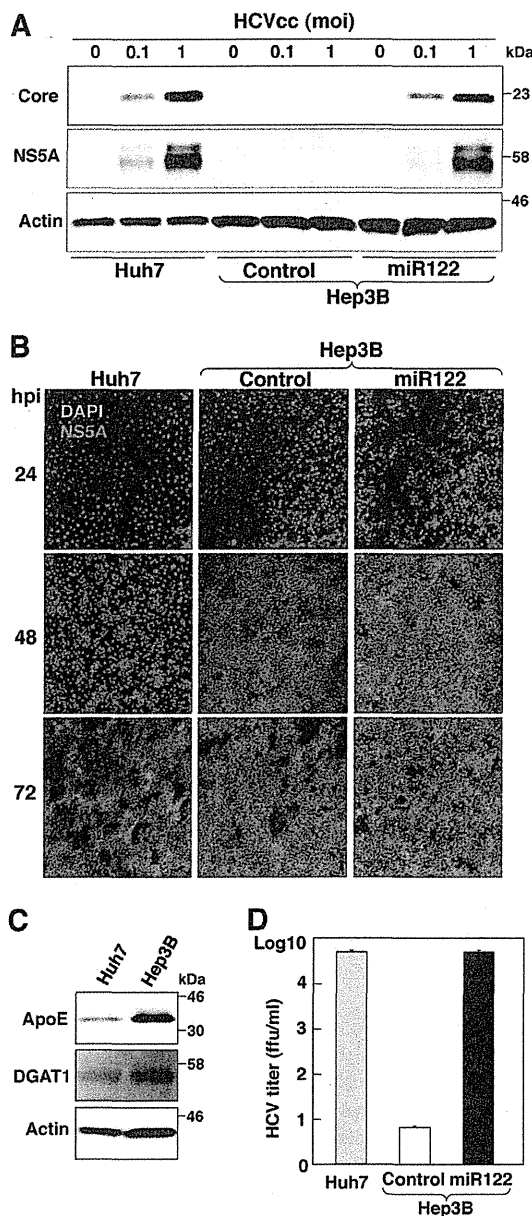 A
HCVcc (moi)
0 0.1 1 0 0.1 1 0 0.1 1 kDa
Core 23
NS5A 58
46
Actin
Huh7 Control miR122
Hep3B
B
Hep3B
hpi Huh7 Control miR122
DAPI
NS5A
24
48
72
C
Huh7 Hep3B kDa
46
ApoE
30
58
DGAT1
46
Actin
D
Log10
5
4
3
2
1
0
HCV titer (ffu/ml)
Huh7 Control miR122
Hep3B